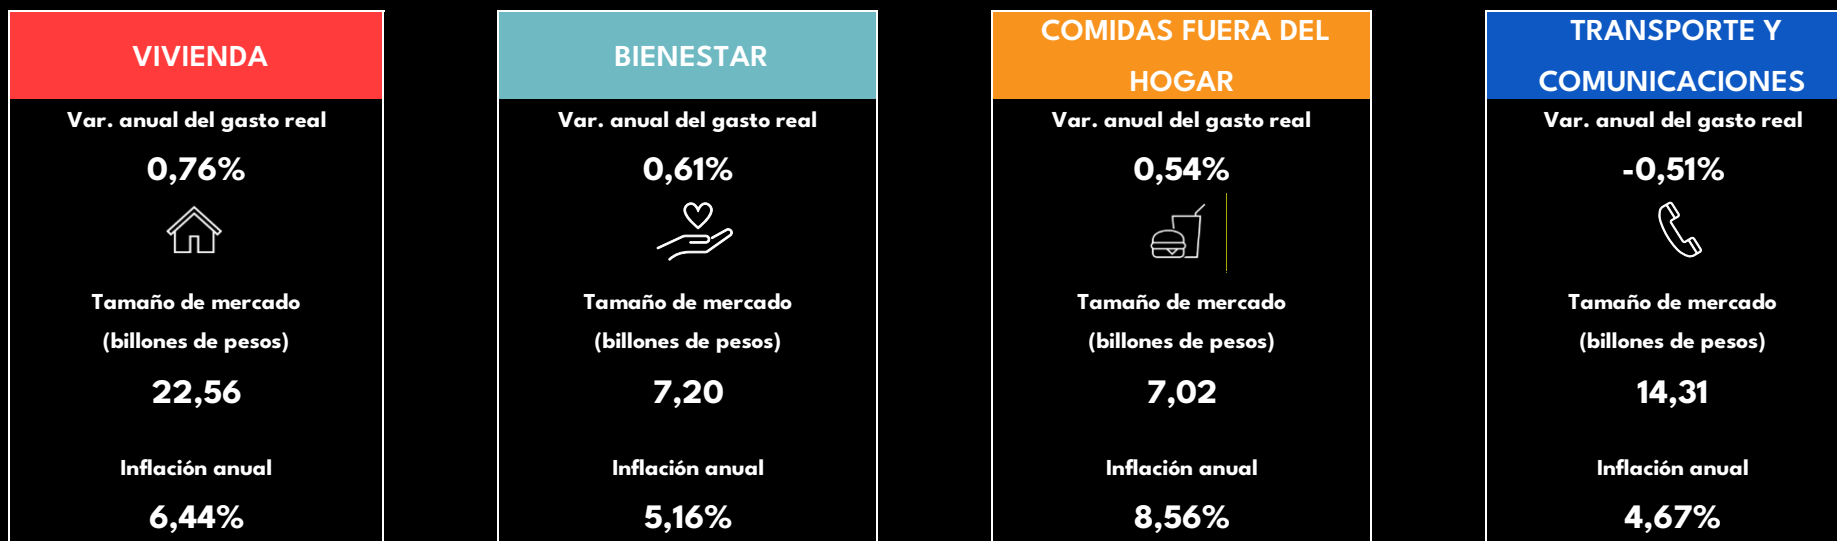 VIVIENDA
Var. anual del gasto real
0,76%
Tamaño de mercado
(billones de pesos)
22,56
Inflación anual
6,44%
BIENESTAR
Var. anual del gasto real
0,61%
Tamaño de mercado
(billones de pesos)
7,20
Inflación anual
5,16%
COMIDAS FUERA DEL
HOGAR
Var. anual del gasto real
0,54%
Tamaño de mercado
(billones de pesos)
7,02
Inflación anual
8,56%
TRANSPORTE Y
COMUNICACIONES
Var. anual del gasto real
-0,51%
Tamaño de mercado
(billones de pesos)
14,31
Inflación anual
4,67%